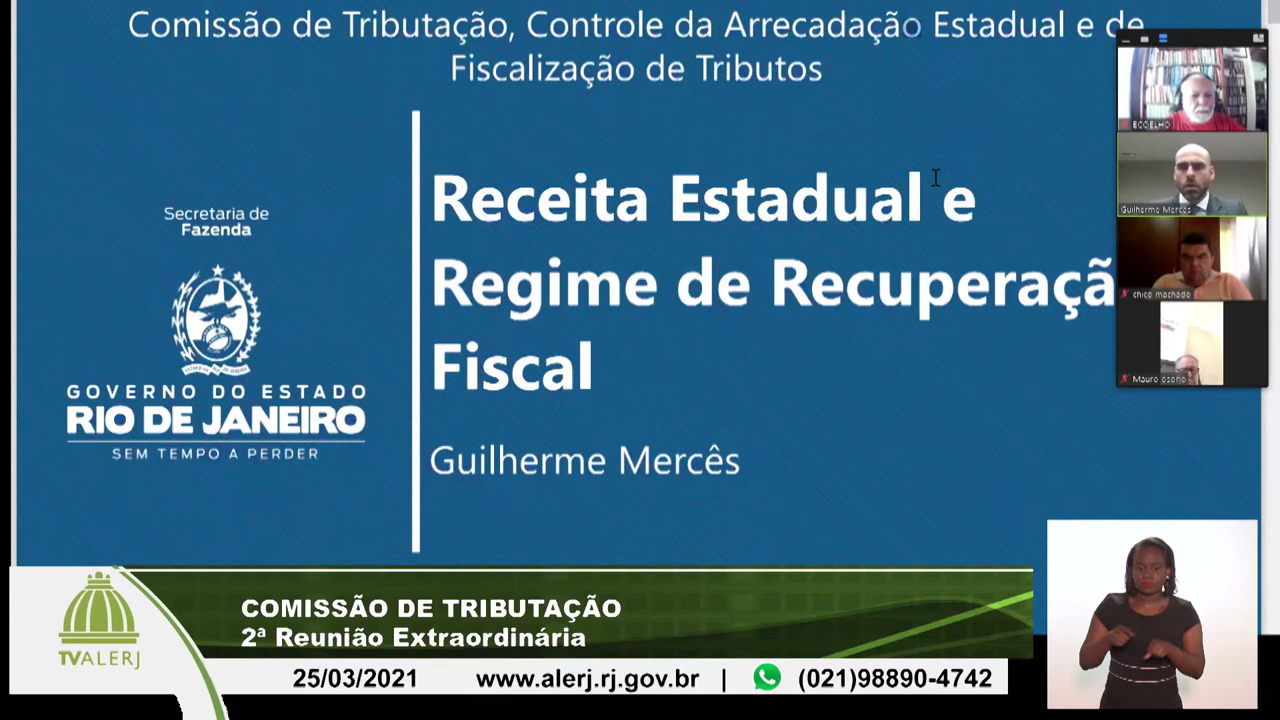 Comissão de Tributação, Controle da Arrecadação Estadual e de
Fiscalização de Tributos
Receita Estadual e
Regime de Recuperaçã
Fiscal
Guilherme Mercês
Secretaria de
Fazenda
GOVERNO DO ESTADO
RIO DE JANEIRO
SEM TEMPO A PERDER
ECOELHO
Guilherme Mercês
chico machado
Mauro osorio
COMISSÃO DE TRIBUTAÇÃO
2ª Reunião Extraordinária
TVALERJ
25/03/2021 www.alerj.rj.gov.br | (021)98890-4742